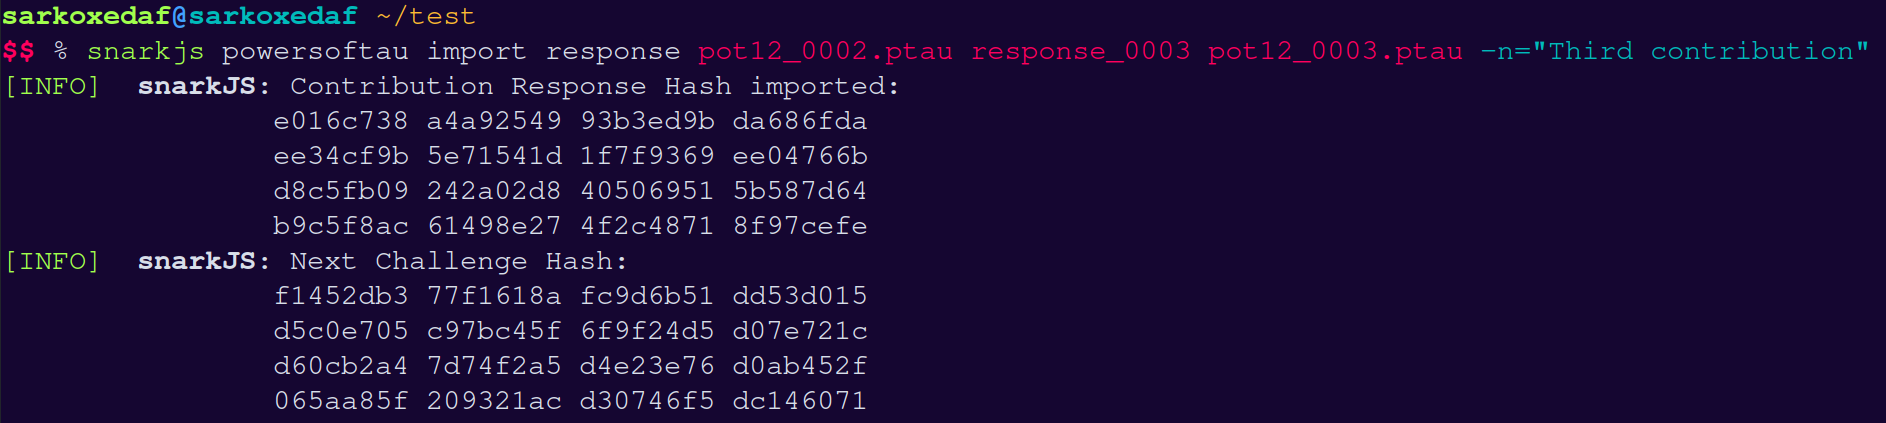 sarkoxedaf@sarkoxedaf ~/test
$$ % snarkjs powersoftau import response pot12_0002.ptau response_0003 pot12_0003.ptau -n="Third contribution"
[INFO]  snarkJS: Contribution Response Hash imported:
e016c738 a4a92549 93b3ed9b da686fda
ee34cf9b 5e71541d 1f7f9369 ee04766b
d8c5fb09 242a02d8 40506951 5b587d64
b9c5f8ac 61498e27 4f2c4871 8f97cefe
[INFO]  snarkJS: Next Challenge Hash:
f1452db3 77f1618a fc9d6b51 dd53d015
d5c0e705 c97bc45f 6f9f24d5 d07e721c
d60cb2a4 7d74f2a5 d4e23e76 d0ab452f
065aa85f 209321ac d30746f5 dc146071